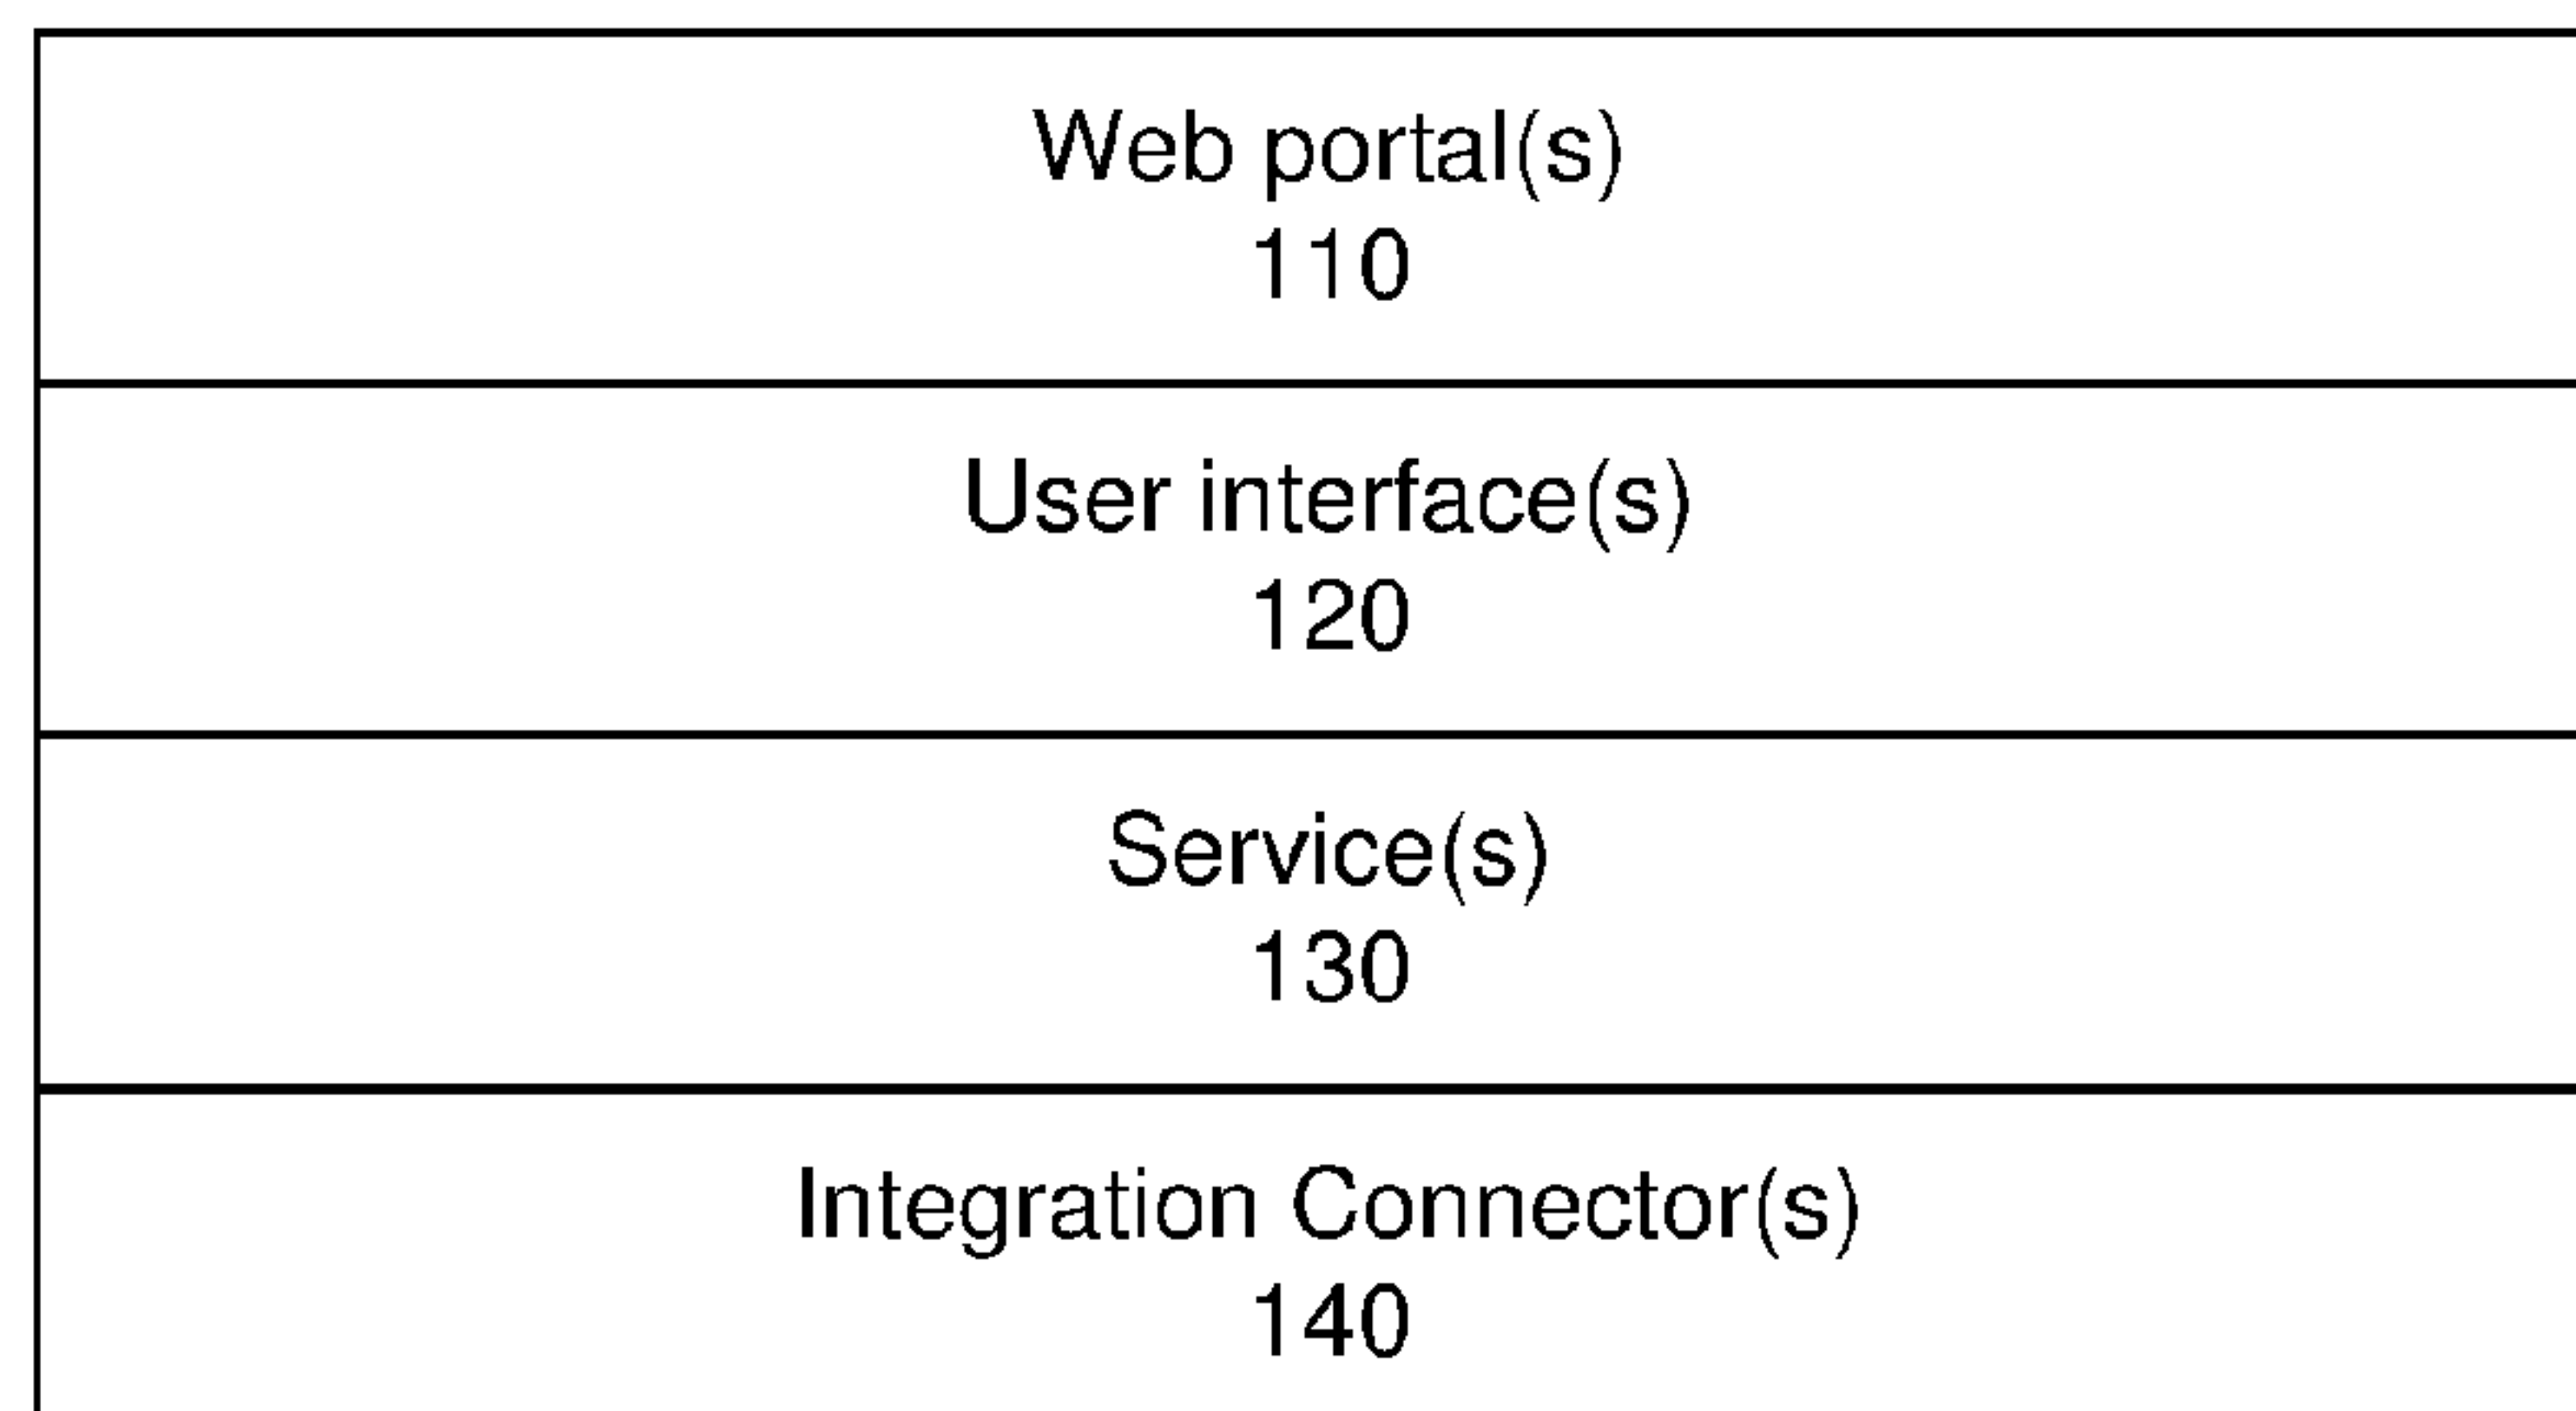 Web portal(s)
110
User interface(s)
120
Service(s)
130
Integration Connector(s)
140